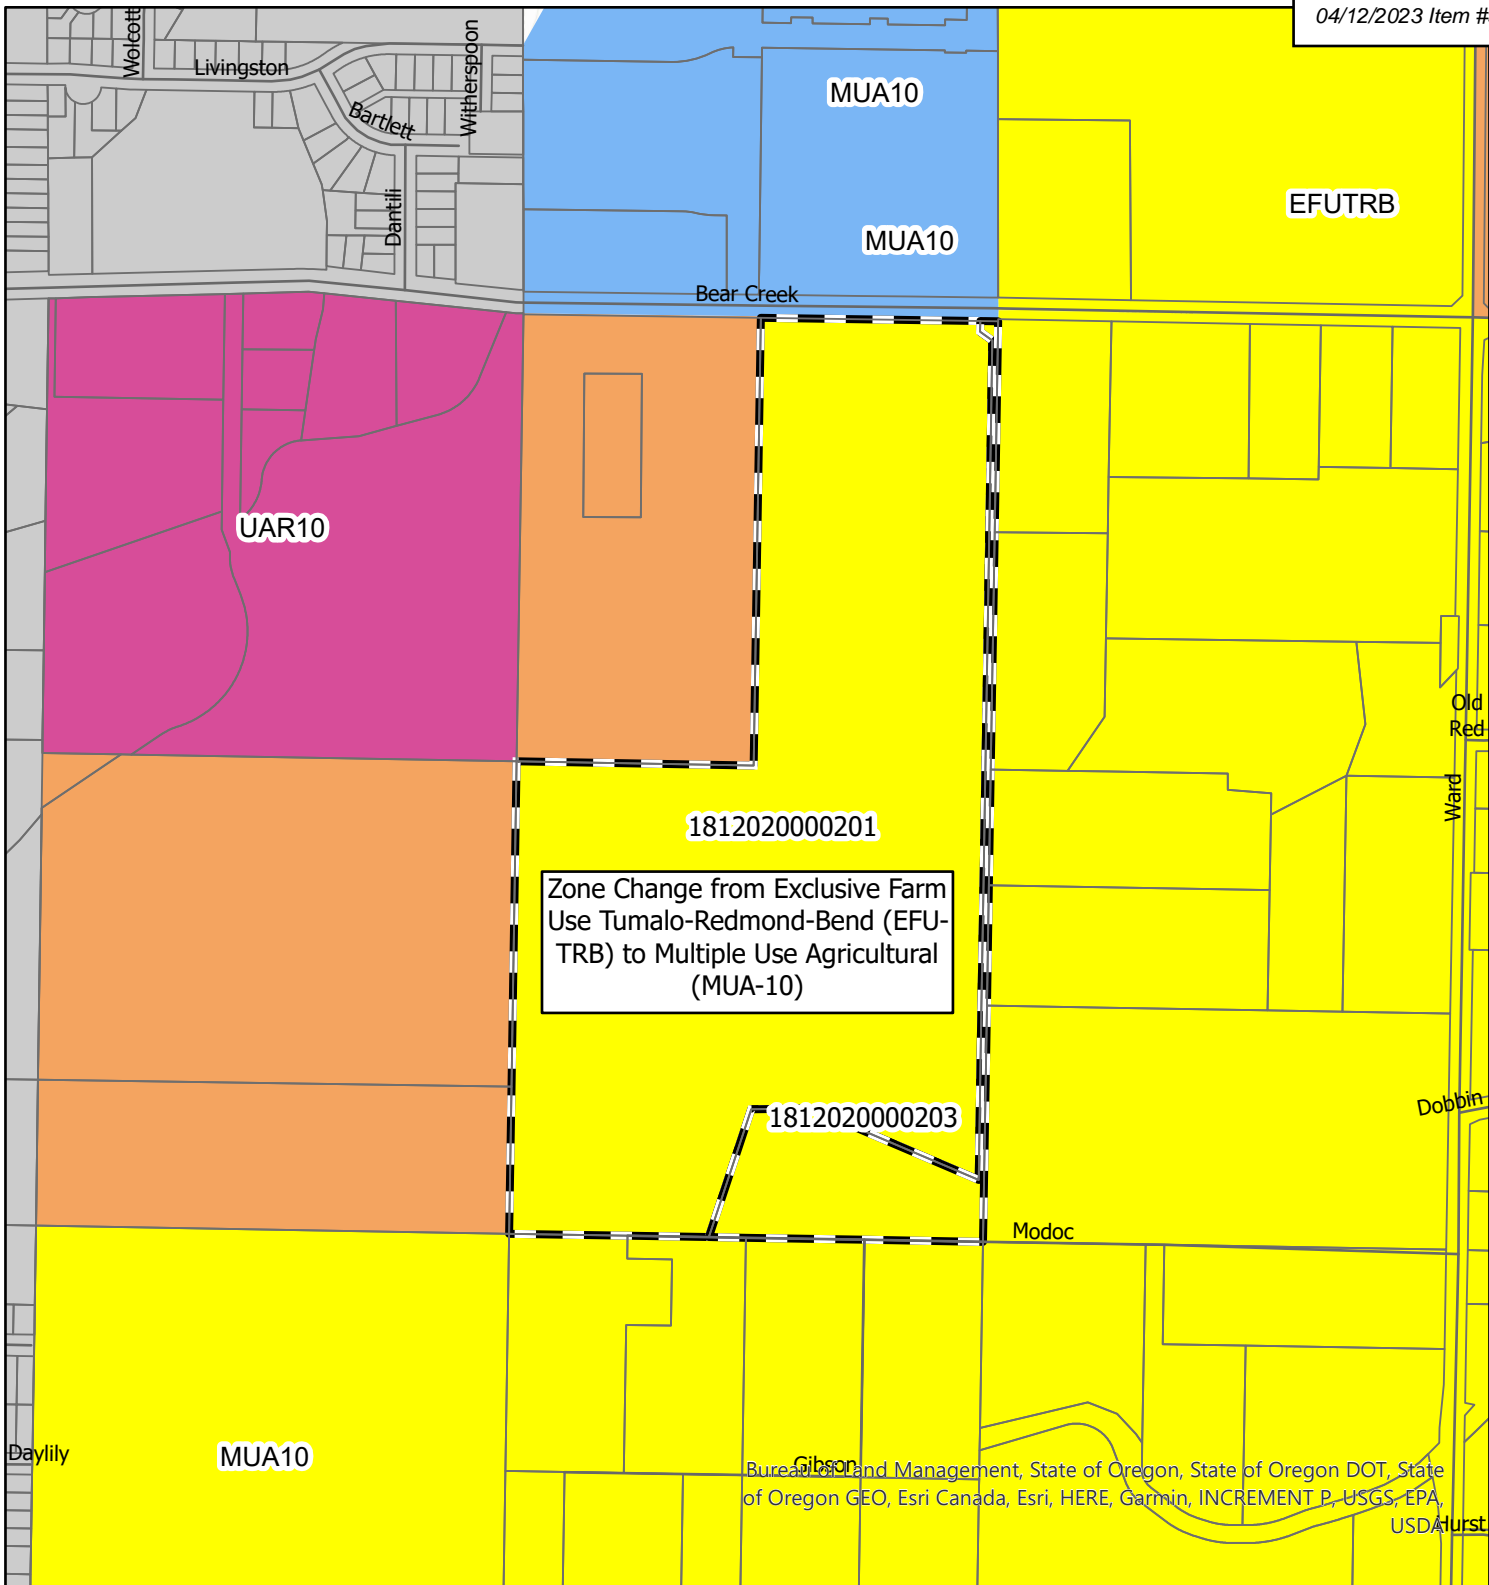 04/12/2023 Item #
Wolcott
Livingston
Witherspoon
Bartlett
Dantili
MUA10
EFUTRB
MUA10
Bear Creek
UAR10
Old
Red
Ward
1812020000201
Zone Change from Exclusive Farm
Use Tumalo-Redmond-Bend (EFU-
TRB) to Multiple Use Agricultural
(MUA-10)
Dobbin
1812020000203
Modoc
Daylily
MUA10
Gibson
Bureau of Land Management, State of Oregon, State of Oregon DOT, State
of Oregon GEO, Esri Canada, Esri, HERE, Garmin, INCREMENT P, USGS, EPA,
USDA
Hurst